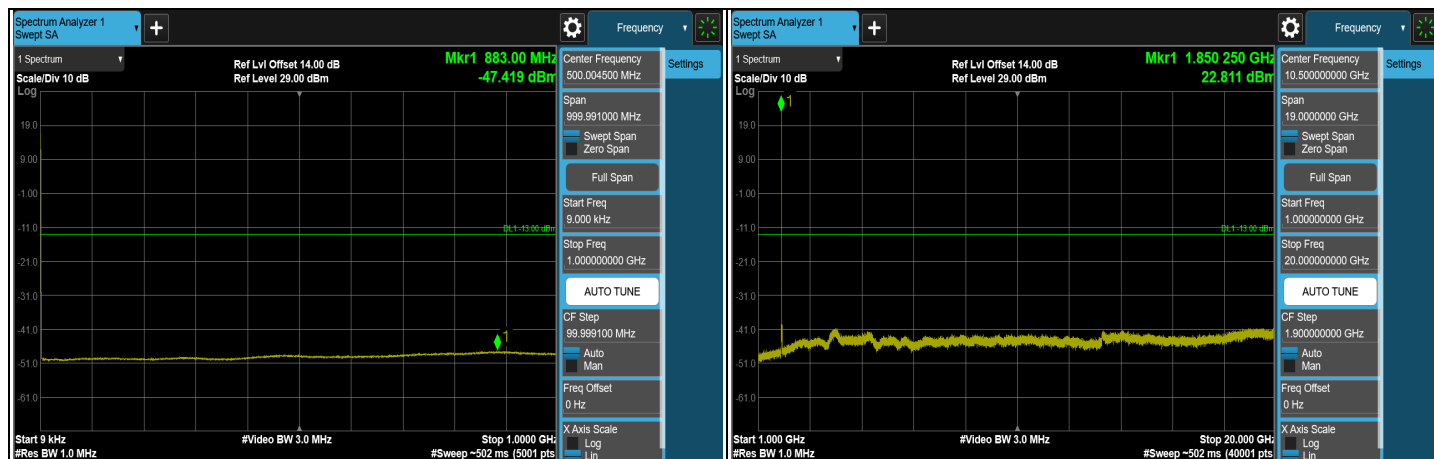 Spectrum Analyzer 1
Swept SA
+
Frequency
1 Spectrum
Scale/Div 10 dB
Log
Ref Lvl Offset 14.00 dB
Ref Level 29.00 dBm
Mkr1 883.00 MHz
-47.419 dBm
1
19.0
9.00
-1.00
-11.0
-21.0
-31.0
-41.0
-51.0
-61.0
DL1 -13.00 dBm
Start 9 kHz
#Res BW 1.0 MHz
#Video BW 3.0 MHz
Stop 1.0000 GHz
#Sweep ~502 ms (5001 pts)
Center Frequency
500.004500 MHz
Settings
Span
999.991000 MHz
Swept Span
Zero Span
Full Span
Start Freq
9.000 kHz
Stop Freq
1.000000000 GHz
AUTO TUNE
CF Step
99.999100 MHz
Auto
Man
Freq Offset
0 Hz
X Axis Scale
Log
Lin
Spectrum Analyzer 1
Swept SA
+
Frequency
1 Spectrum
Scale/Div 10 dB
Log
Ref Lvl Offset 14.00 dB
Ref Level 29.00 dBm
Mkr1 1.850 250 GHz
22.811 dBm
1
19.0
9.00
-1.00
-11.0
-21.0
-31.0
-41.0
-51.0
-61.0
DL1 -13.00 dBm
Start 1.000 GHz
#Res BW 1.0 MHz
#Video BW 3.0 MHz
Stop 20.000 GHz
#Sweep ~502 ms (40001 pts)
Center Frequency
10.500000000 GHz
Settings
Span
19.0000000 GHz
Swept Span
Zero Span
Full Span
Start Freq
1.000000000 GHz
Stop Freq
20.000000000 GHz
AUTO TUNE
CF Step
1.900000000 GHz
Auto
Man
Freq Offset
0 Hz
X Axis Scale
Log
Lin